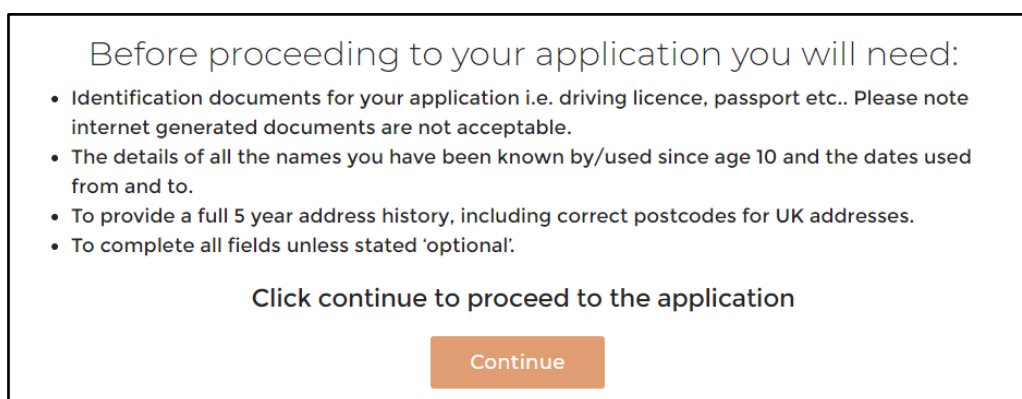 Before proceeding to your application you will need:
• Identification documents for your application i.e. driving licence, passport etc.. Please note
internet generated documents are not acceptable.
• The details of all the names you have been known by/used since age 10 and the dates used
from and to.
• To provide a full 5 year address history, including correct postcodes for UK addresses.
• To complete all fields unless stated ‘optional’.
Click continue to proceed to the application
Continue